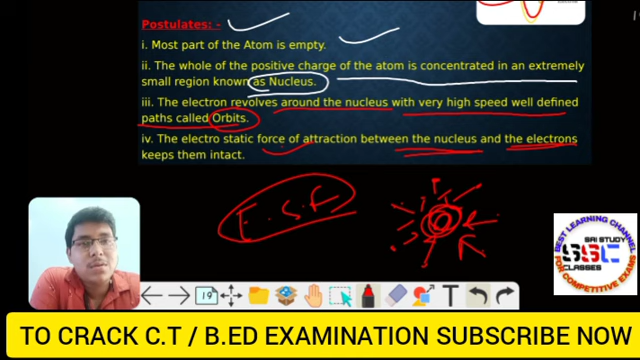 Postulates: -
i. Most part of the Atom is empty.
ii. The whole of the positive charge of the atom is concentrated in an extremely
small region known as Nucleus.
iii. The electron revolves around the nucleus with very high speed well defined
paths called Orbits.
iv. The electro static force of attraction between the nucleus and the electrons
keeps them intact.
E.S.F
BEST LEARNING CHANNEL
SAI STUDY
SSC
CLASSES
FOR COMPETITIVE EXAMS
19
T
TO CRACK C.T / B.ED EXAMINATION SUBSCRIBE NOW